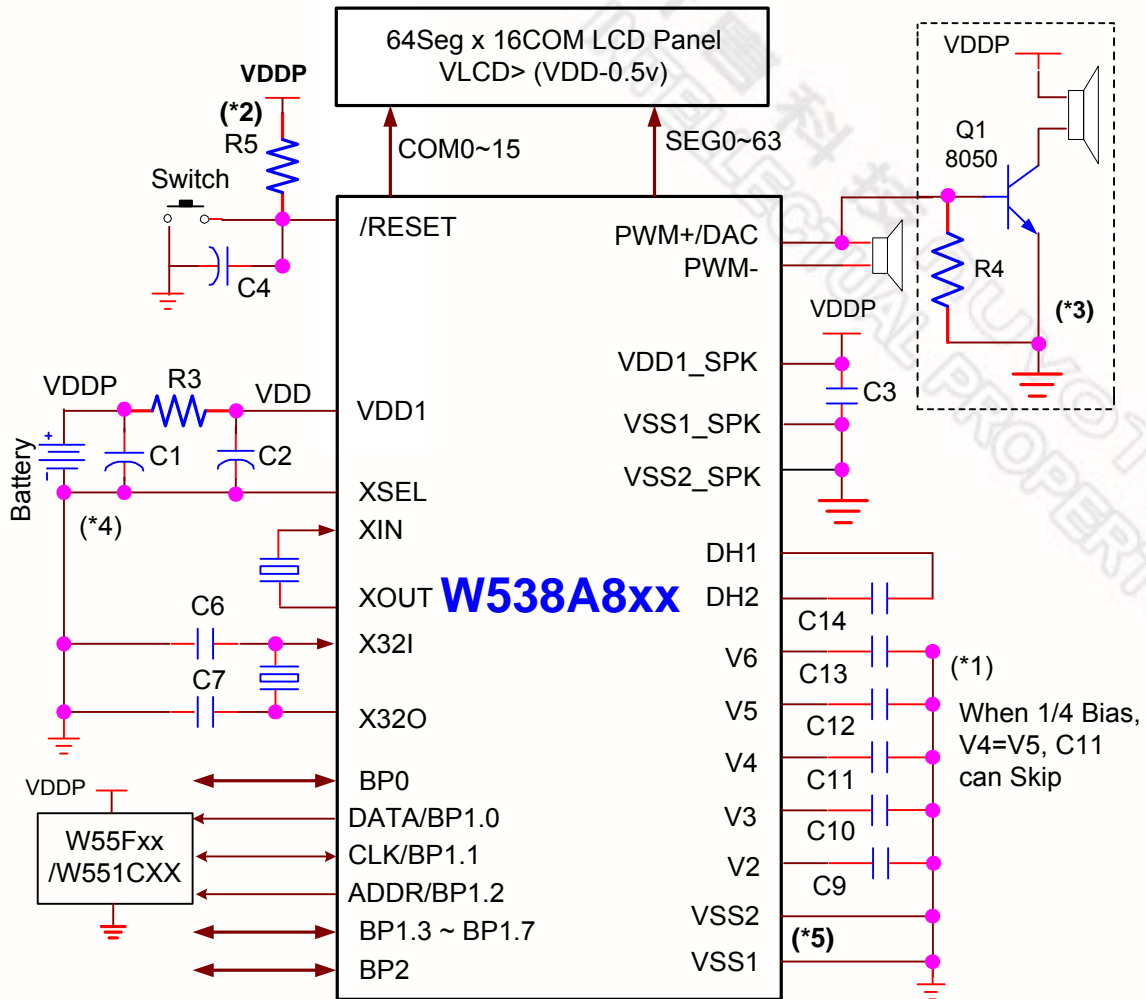 64Seg x 16COM LCD Panel
VLCD> (VDD-0.5v)
VDDP
(*2)
R5
COM0~15
SEG0~63
Switch
C4
/RESET
PWM+/DAC
PWM-
VDDP
Q1
8050
R4
(*3)
VDDP
VDD1_SPK
C3
VSS1_SPK
VSS2_SPK
VDDP
R3
VDD
VDD1
Battery
+
-
C1
C2
XSEL
(*4)
XIN
XOUT
W538A8xx
C6
X32I
C7
X32O
DH1
DH2
C14
V6
C13
(*1)
V5
C12
When 1/4 Bias,
V4=V5, C11
can Skip
V4
C11
V3
C10
V2
C9
VSS2
(*5)
VSS1
BP0
VDDP
W55Fxx
/W551CXX
DATA/BP1.0
CLK/BP1.1
ADDR/BP1.2
BP1.3 ~ BP1.7
BP2
科
INTELLECTUAL PROPERT